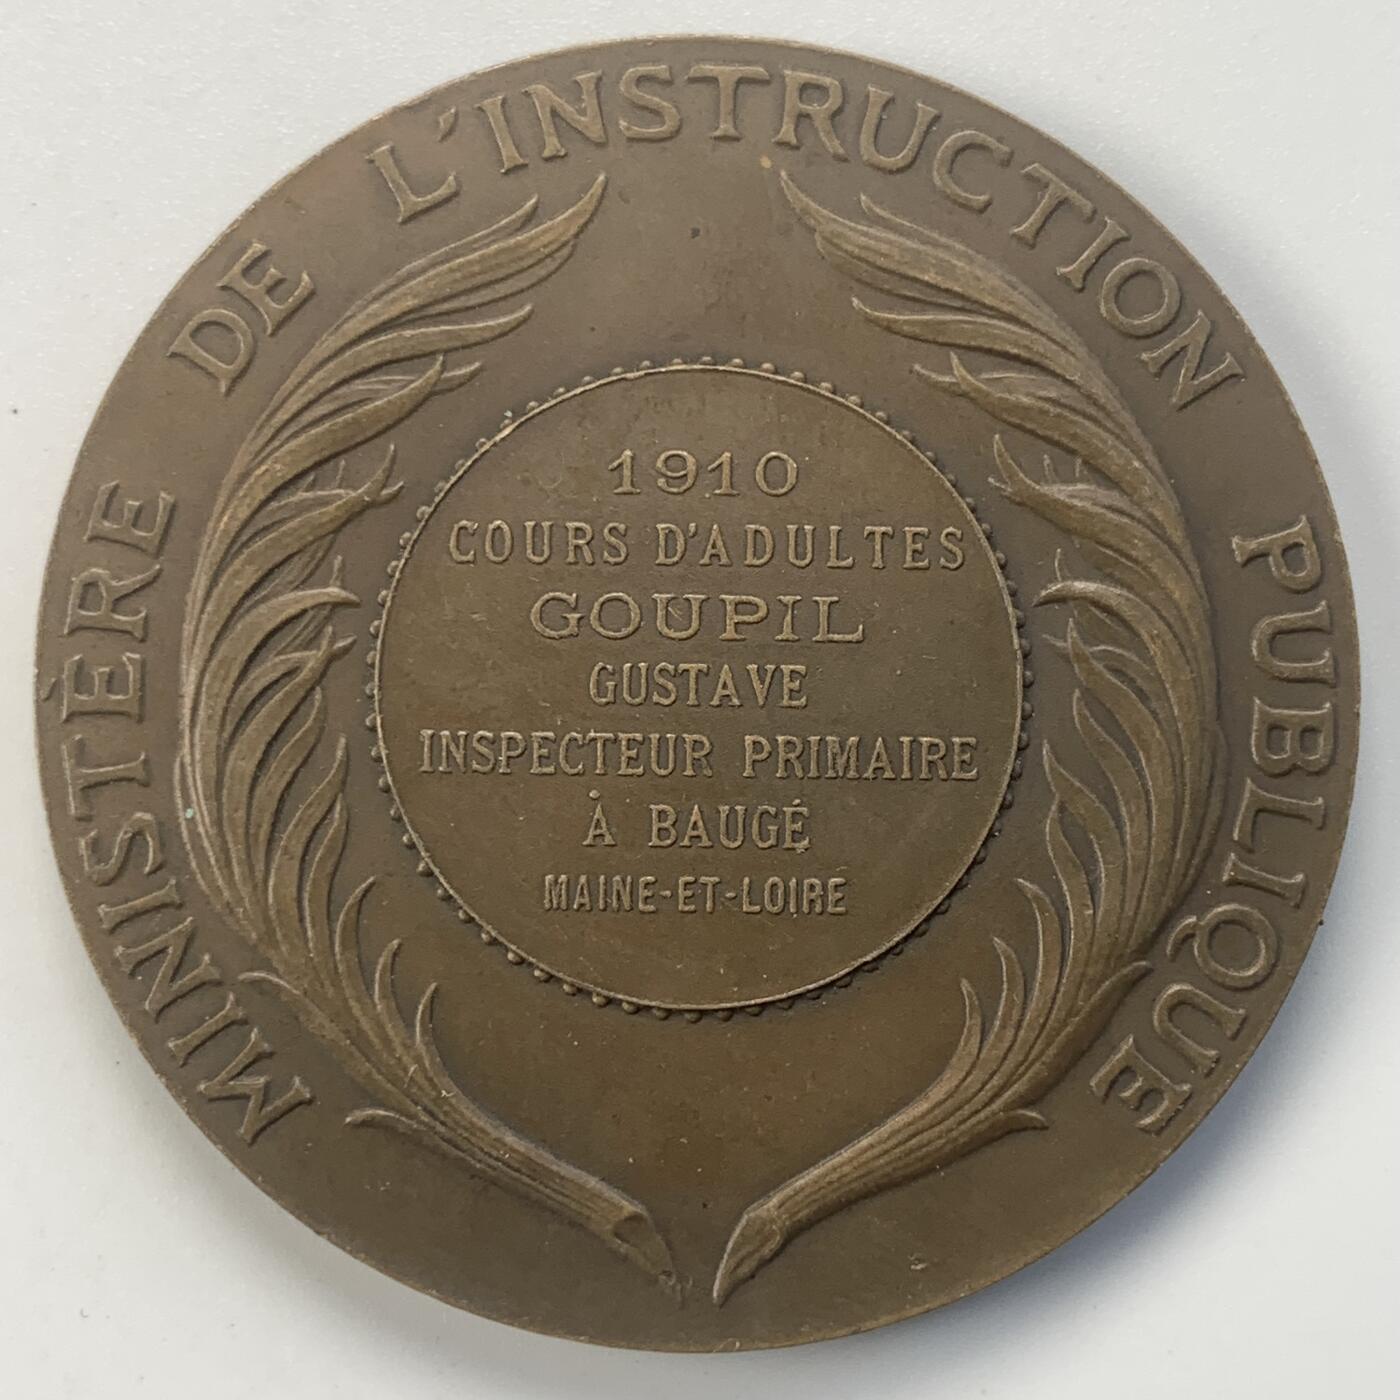 MINISTÈRE DE L'INSTRUCTION PUBLIQUE
1910
COURS D'ADULTES
GOUPIL
GUSTAVE
INSPECTEUR PRIMAIRE
À BAUGÉ
MAINE-ET-LOIRE